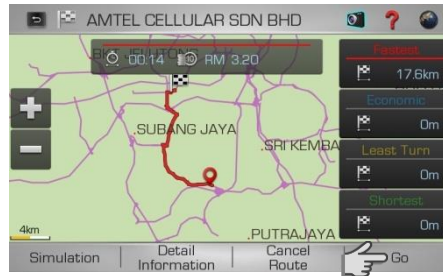 AMTEL CELLULAR SDN BHD
?
00:14 RM 3.20
Fastest
17.6km
Economic
0m
Least Turn
0m
Shortest
0m
+
−
.SUBANG JAYA
.SRI KEMBA
.PUTRAJAYA
4km
Simulation
Detail
Information
Cancel
Route
Go